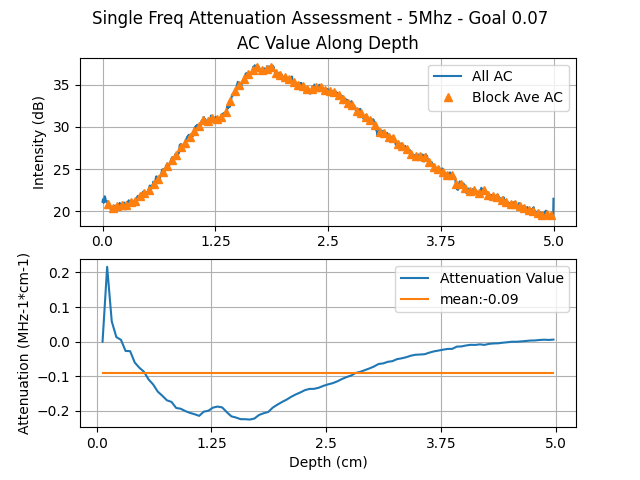 Single Freq Attenuation Assessment - 5Mhz - Goal 0.07
AC Value Along Depth
Intensity (dB)
35
30
25
20
All AC
Block Ave AC
0.0 1.25 2.5 3.75 5.0
Attenuation (MHz-1*cm-1)
0.2
0.1
0.0
−0.1
−0.2
Attenuation Value
mean:-0.09
0.0 1.25 2.5 3.75 5.0
Depth (cm)